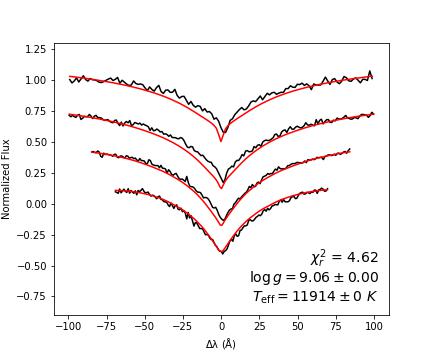 1.25
1.00
0.75
0.50
0.25
0.00
−0.25
−0.50
−0.75
Normalized Flux
χ²ᵣ = 4.62
log g = 9.06 ± 0.00
T_eff = 11914 ± 0 K
−100 −75 −50 −25 0 25 50 75 100
Δλ (Å)